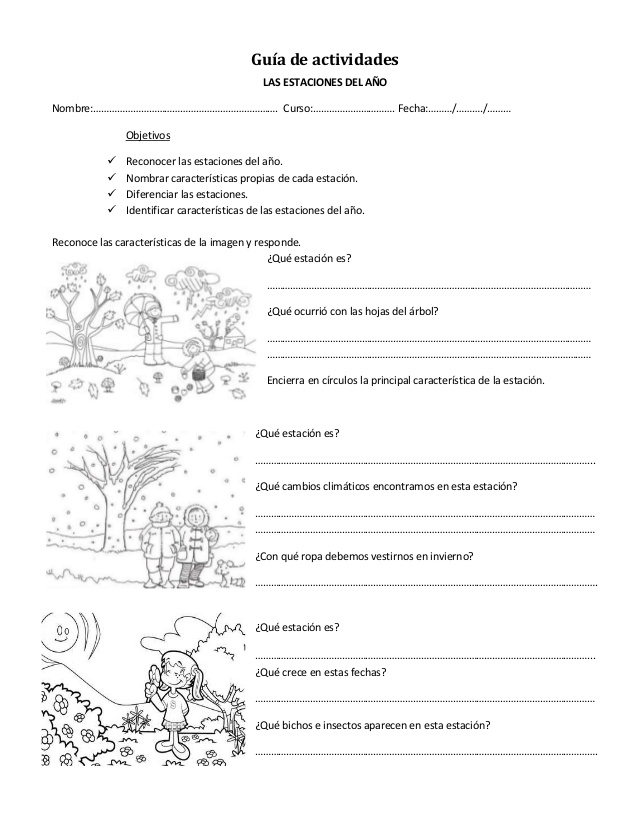 Guía de actividades
LAS ESTACIONES DEL AÑO
Nombre:...................................................................... Curso:............................... Fecha:........../........../.........
Objetivos
✓ Reconocer las estaciones del año.
✓ Nombrar características propias de cada estación.
✓ Diferenciar las estaciones.
✓ Identificar características de las estaciones del año.
Reconoce las características de la imagen y responde.
¿Qué estación es?
¿Qué ocurrió con las hojas del árbol?
Encierra en círculos la principal característica de la estación.
¿Qué estación es?
¿Qué cambios climáticos encontramos en esta estación?
¿Con qué ropa debemos vestirnos en invierno?
¿Qué estación es?
¿Qué crece en estas fechas?
¿Qué bichos e insectos aparecen en esta estación?